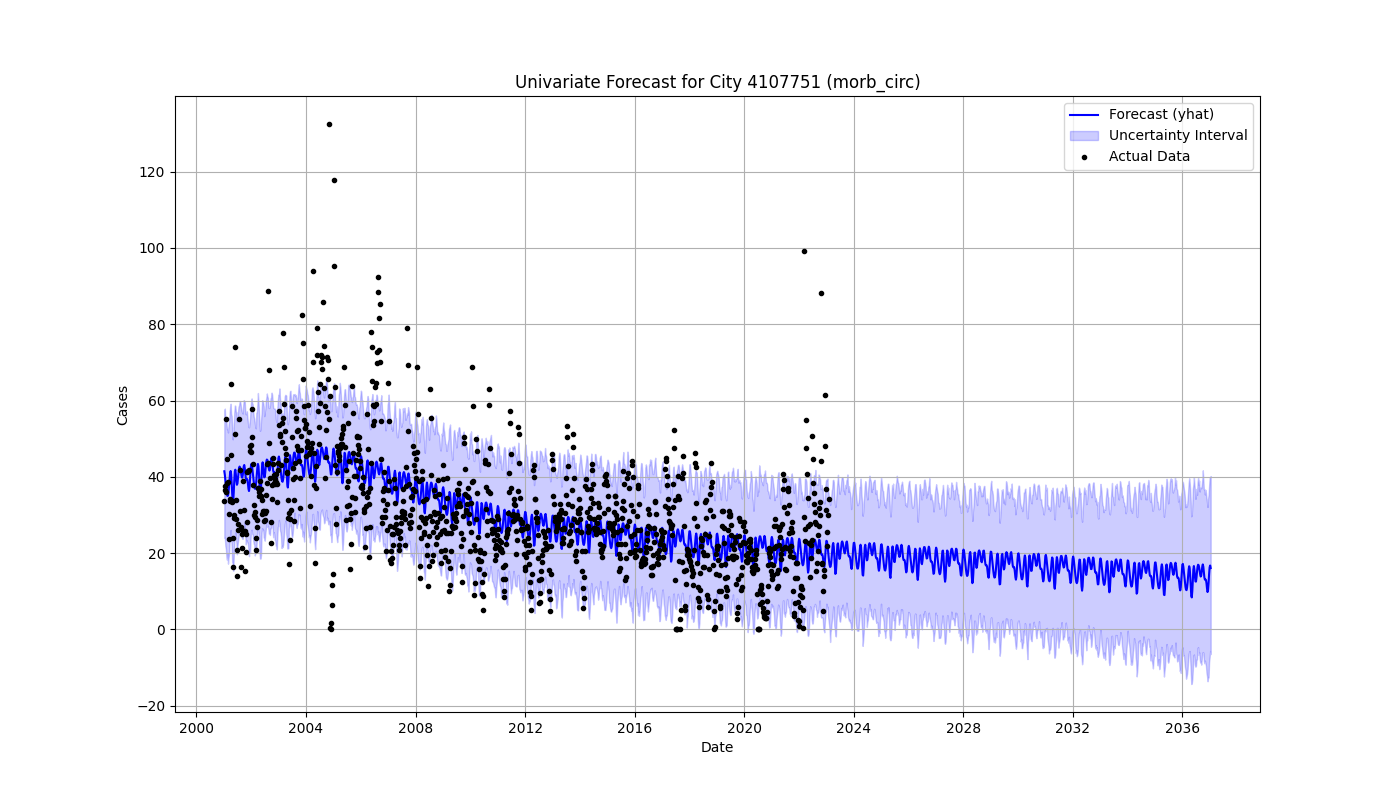 Univariate Forecast for City 4107751 (morb_circ)
Forecast (yhat)
Uncertainty Interval
Actual Data
Cases
120
100
80
60
40
20
0
−20
2000 2004 2008 2012 2016 2020 2024 2028 2032 2036
Date